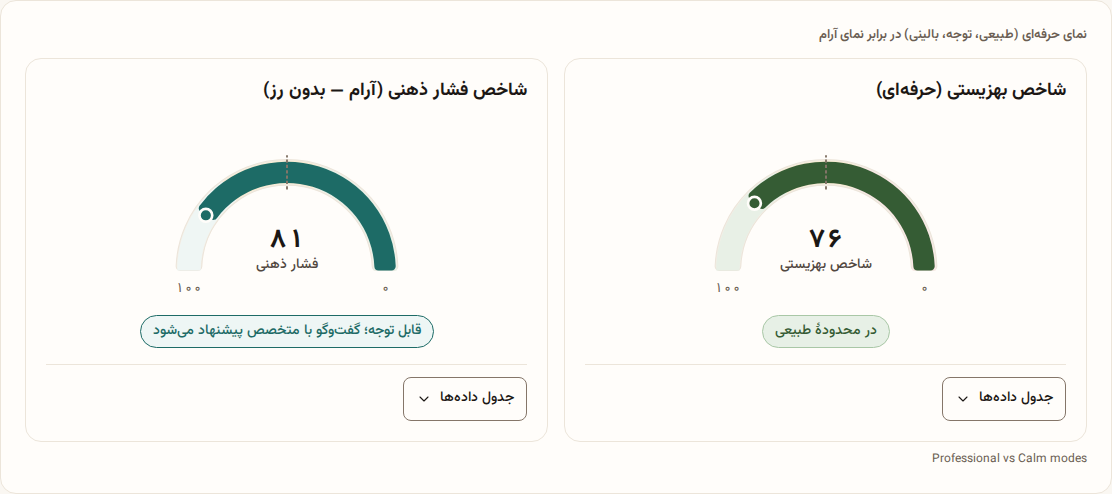 نمای حرفه‌ای (طبیعی، توجه، بالینی) در برابر نمای آرام
شاخص بهزیستی (حرفه‌ای)
۷۶
شاخص بهزیستی
۰
۱۰۰
در محدودهٔ طبیعی
جدول داده‌ها
شاخص فشار ذهنی (آرام – بدون رز)
۸۱
فشار ذهنی
۰
۱۰۰
قابل توجه؛ گفت‌وگو با متخصص پیشنهاد می‌شود
جدول داده‌ها
Professional vs Calm modes